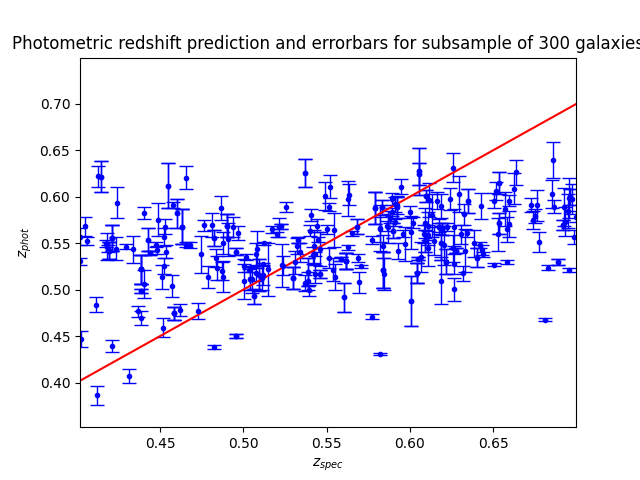 Photometric redshift prediction and errorbars for subsample of 300 galaxies
0.70
0.65
0.60
0.55
0.50
0.45
0.40
z_phot
0.45 0.50 0.55 0.60 0.65
z_spec